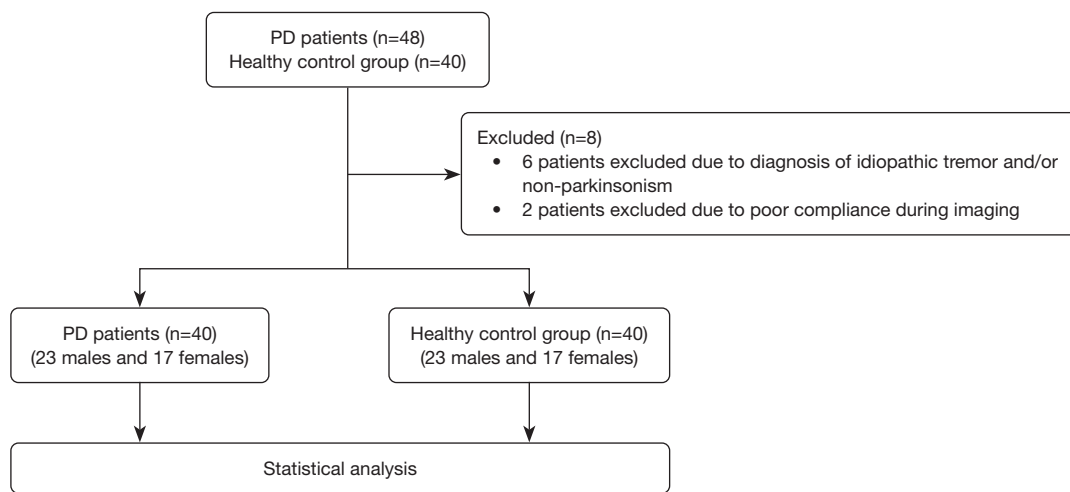 PD patients (n=48)
Healthy control group (n=40)
Excluded (n=8)
• 6 patients excluded due to diagnosis of idiopathic tremor and/or
non-parkinsonism
• 2 patients excluded due to poor compliance during imaging
PD patients (n=40)
(23 males and 17 females)
Healthy control group (n=40)
(23 males and 17 females)
Statistical analysis